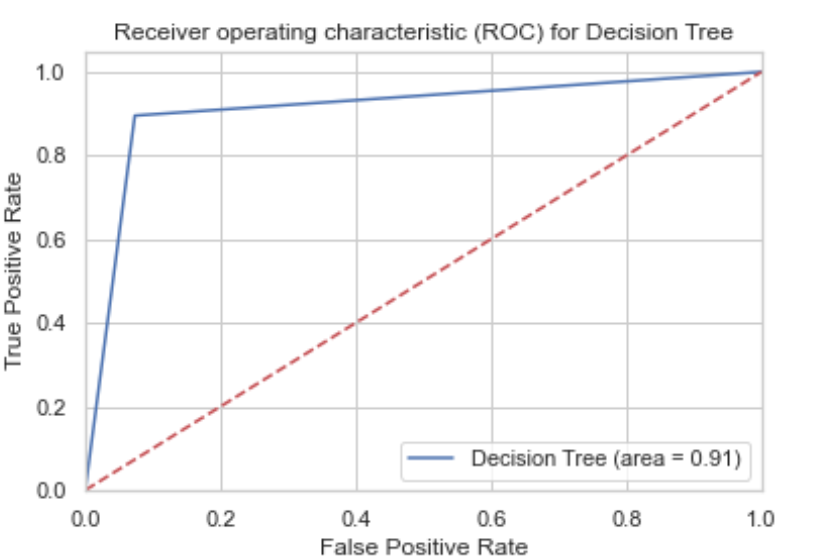 Receiver operating characteristic (ROC) for Decision Tree
True Positive Rate
1.0
0.8
0.6
0.4
0.2
0.0
Decision Tree (area = 0.91)
0.0 0.2 0.4 0.6 0.8 1.0
False Positive Rate